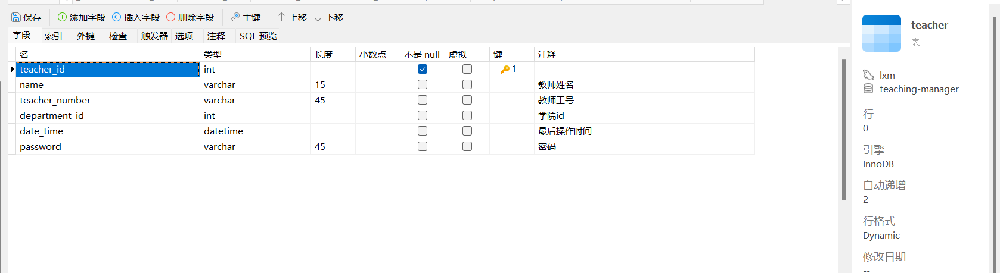 保存 添加字段 插入字段 删除字段 主键 上移 下移
字段 索引 外键 检查 触发器 选项 注释 SQL 预览
名 类型 长度 小数点 不是 null 虚拟 键 注释
teacher_id int 1
name varchar 15 教师姓名
teacher_number varchar 45 教师工号
department_id int 学院id
date_time datetime 最后操作时间
password varchar 45 密码
teacher
表
lxm
teaching-manager
行
0
引擎
InnoDB
自动递增
2
行格式
Dynamic
修改日期
--